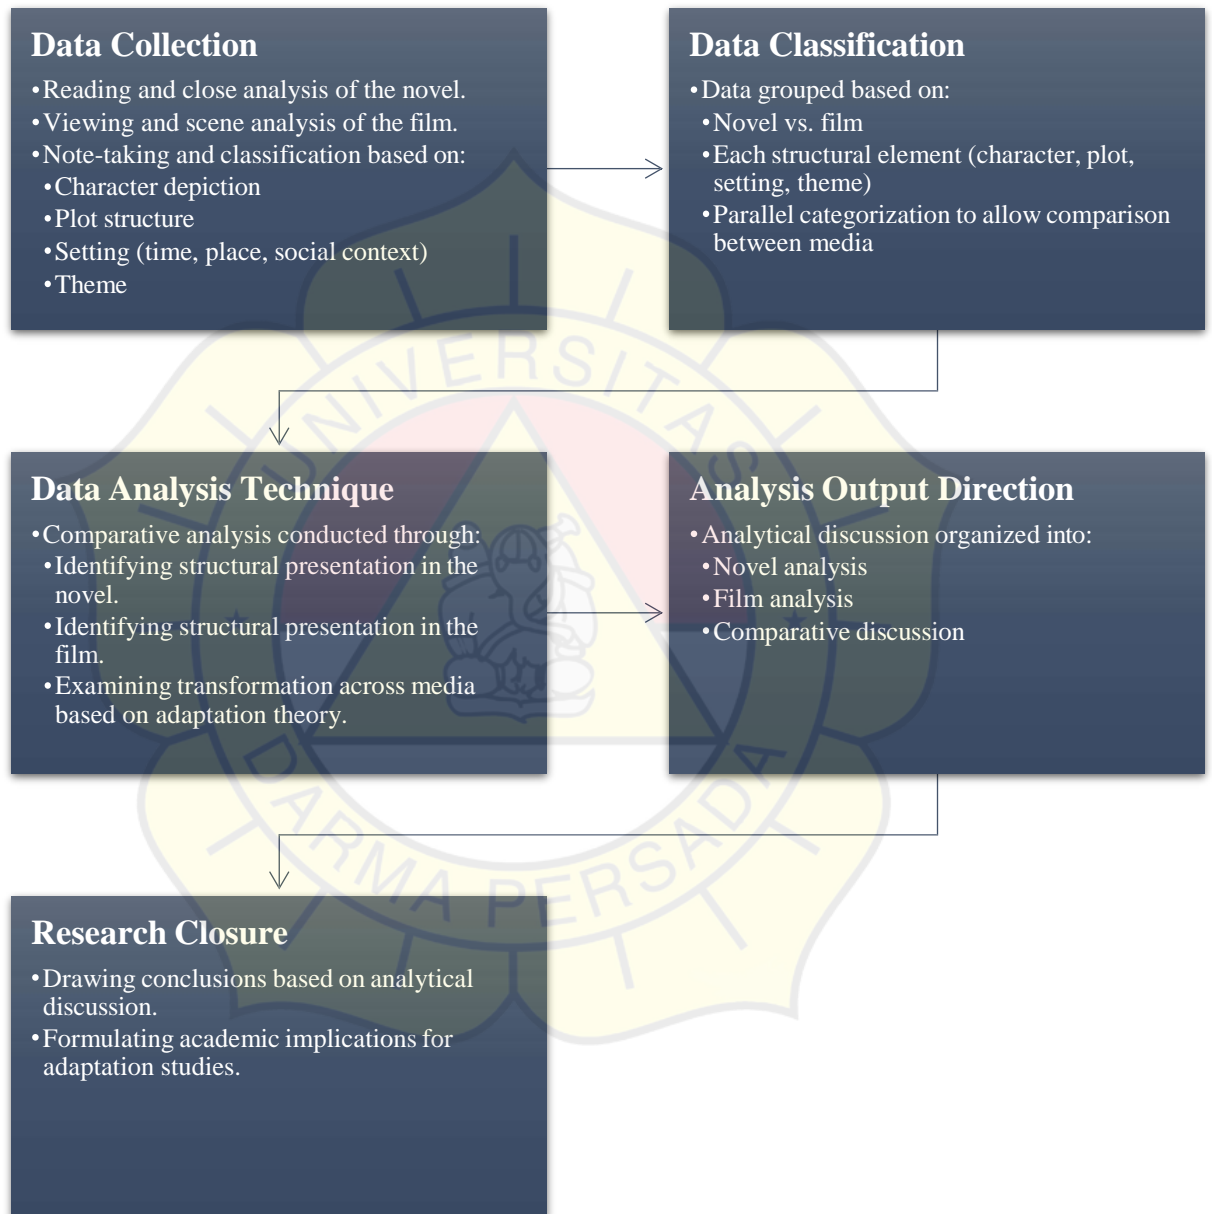 Data Collection
•Reading and close analysis of the novel.
•Viewing and scene analysis of the film.
•Note-taking and classification based on:
•Character depiction
•Plot structure
•Setting (time, place, social context)
•Theme
Data Classification
•Data grouped based on:
•Novel vs. film
•Each structural element (character, plot,
setting, theme)
•Parallel categorization to allow comparison
between media
Data Analysis Technique
•Comparative analysis conducted through:
•Identifying structural presentation in the
novel.
•Identifying structural presentation in the
film.
•Examining transformation across media
based on adaptation theory.
Analysis Output Direction
•Analytical discussion organized into:
•Novel analysis
•Film analysis
•Comparative discussion
Research Closure
•Drawing conclusions based on analytical
discussion.
•Formulating academic implications for
adaptation studies.
UNIVERSITAS
DARMA PERSADA